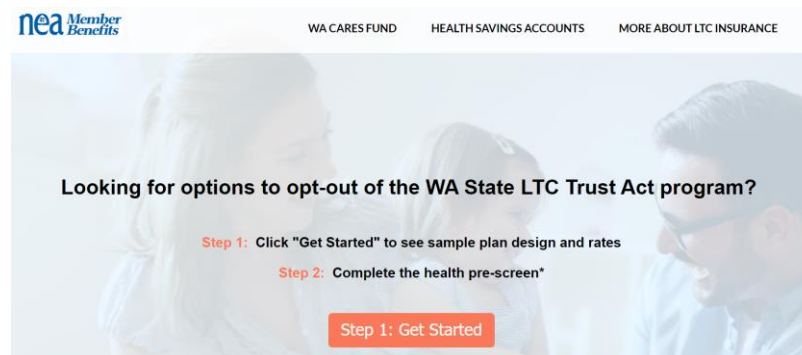 nea Member Benefits
WA CARES FUND HEALTH SAVINGS ACCOUNTS MORE ABOUT LTC INSURANCE
Looking for options to opt-out of the WA State LTC Trust Act program?
Step 1: Click "Get Started" to see sample plan design and rates
Step 2: Complete the health pre-screen*
Step 1: Get Started